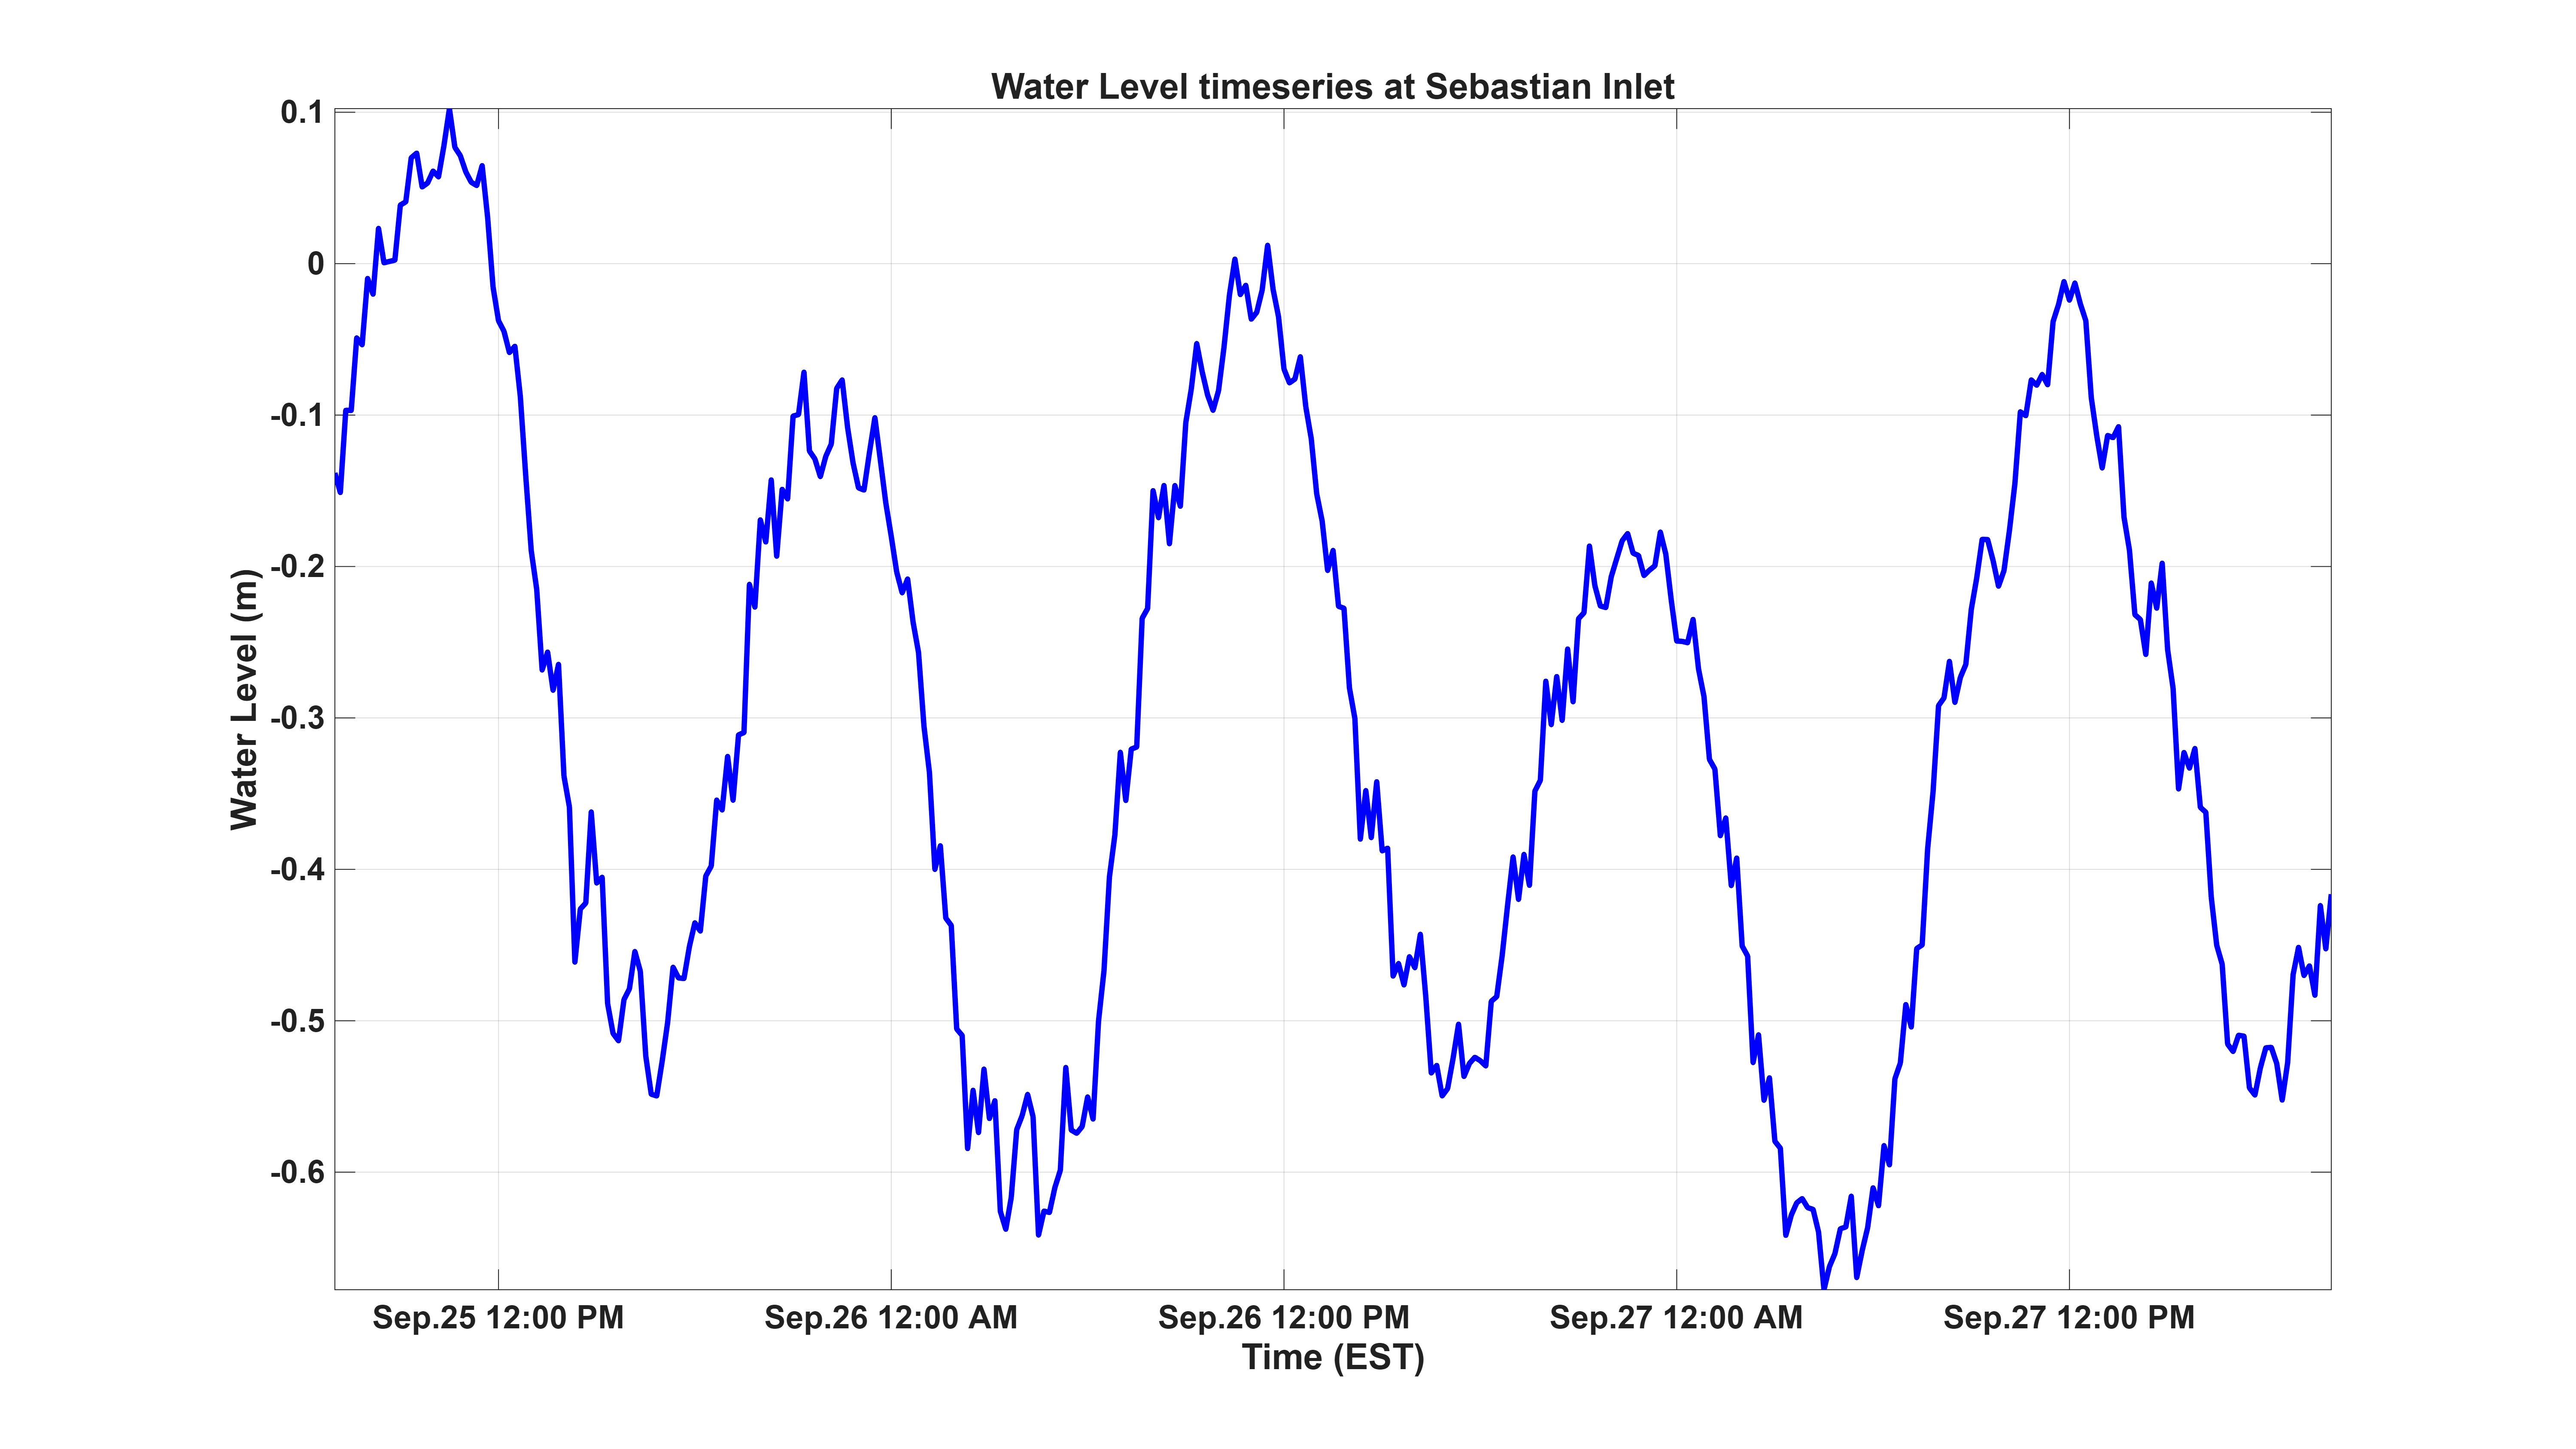 Water Level timeseries at Sebastian Inlet
0.1
0
-0.1
-0.2
-0.3
-0.4
-0.5
-0.6
Water Level (m)
Sep.25 12:00 PM
Sep.26 12:00 AM
Sep.26 12:00 PM
Sep.27 12:00 AM
Sep.27 12:00 PM
Time (EST)